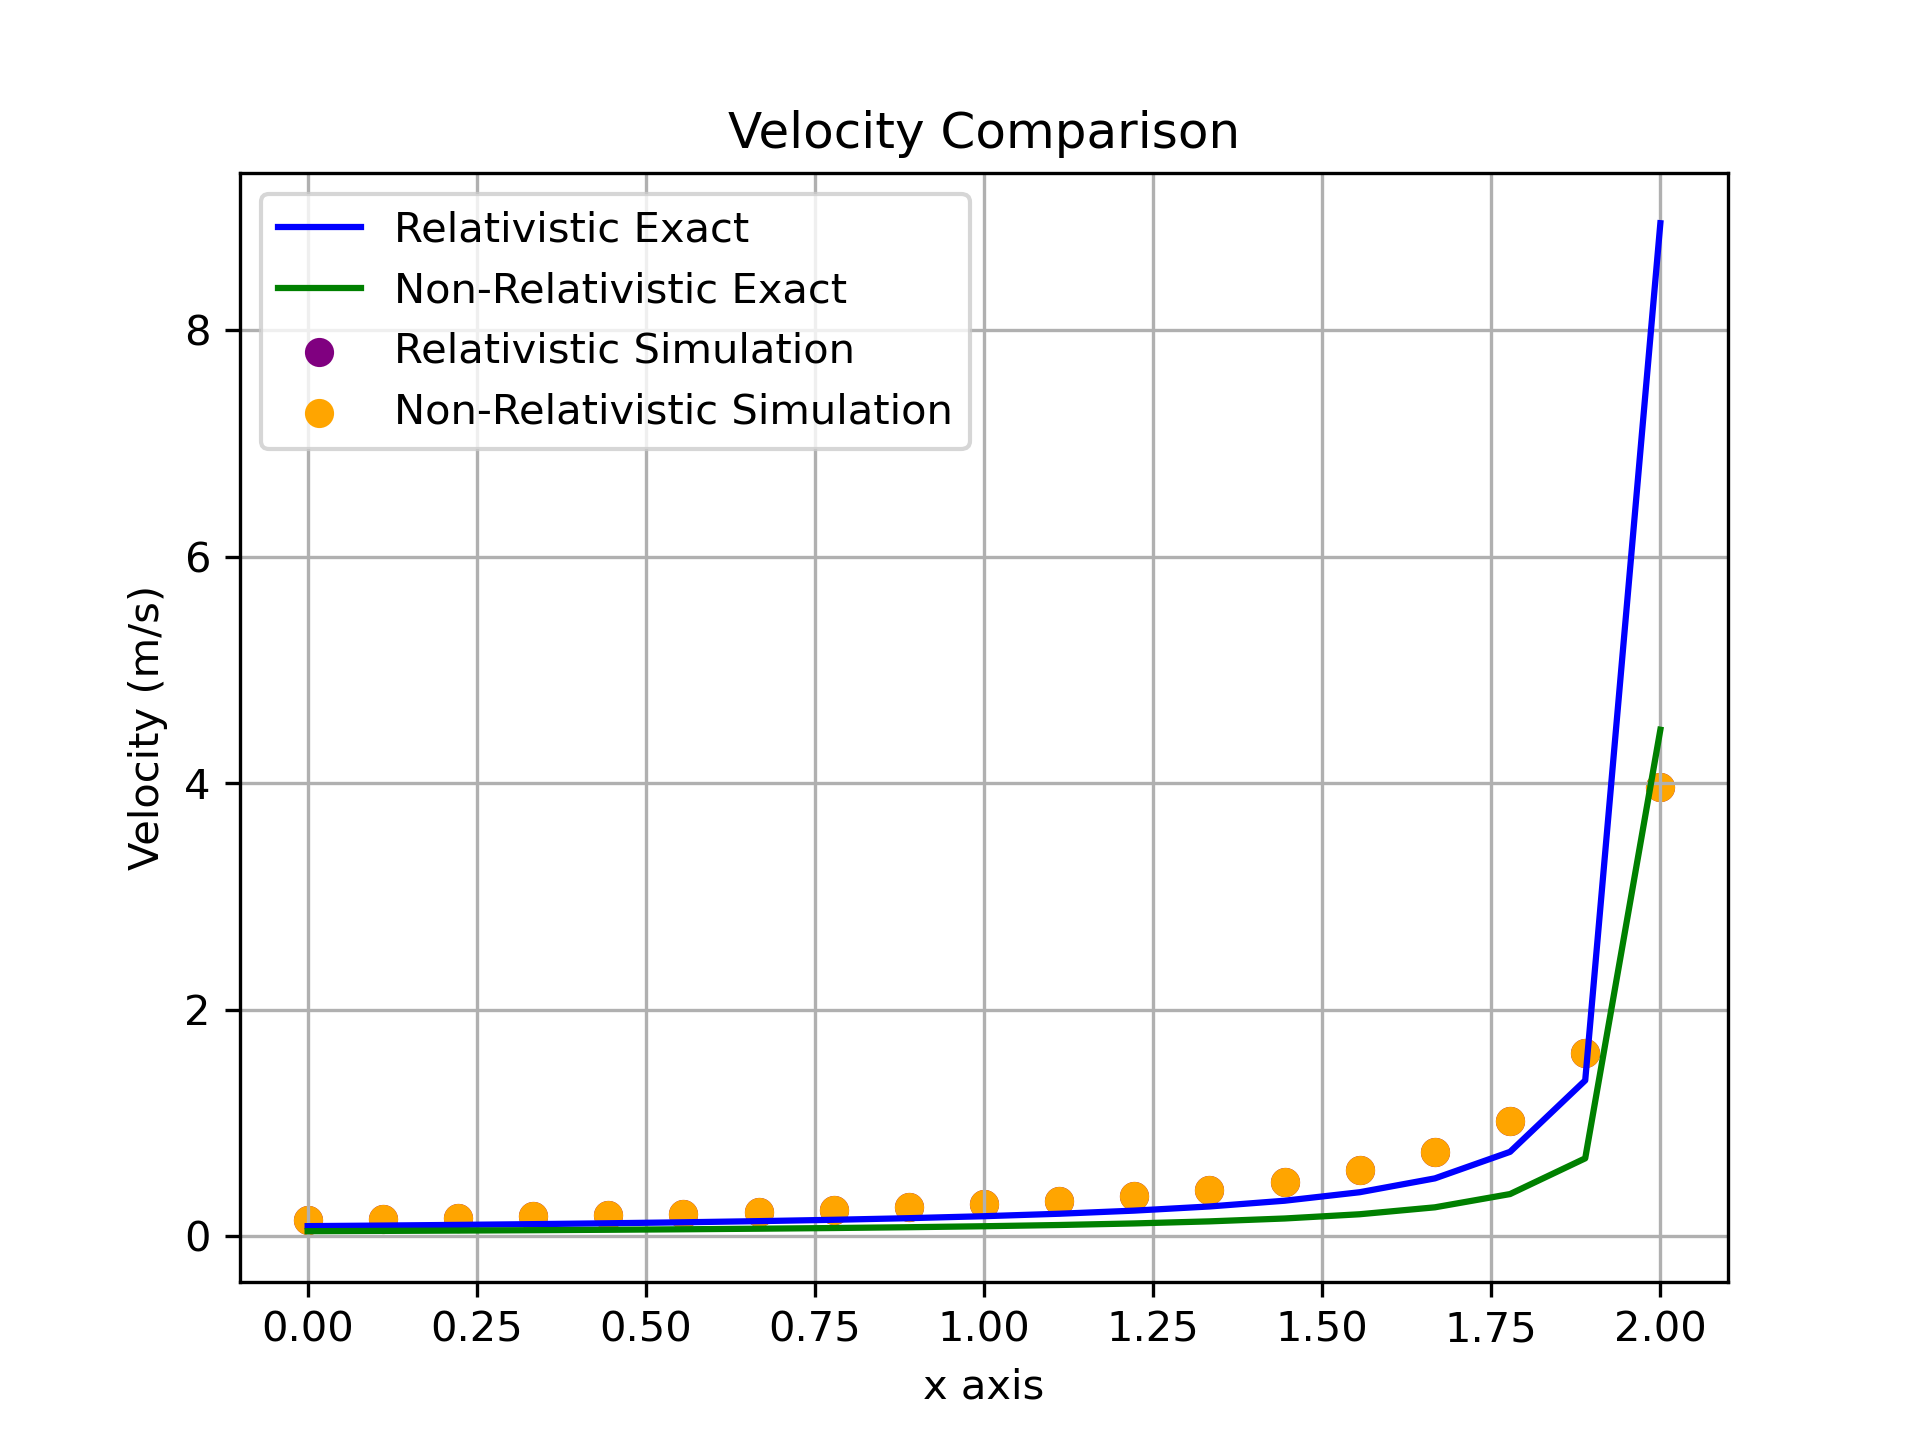 Velocity Comparison
Relativistic Exact
Non-Relativistic Exact
Relativistic Simulation
Non-Relativistic Simulation
Velocity (m/s)
8
6
4
2
0
0.00 0.25 0.50 0.75 1.00 1.25 1.50 1.75 2.00
x axis